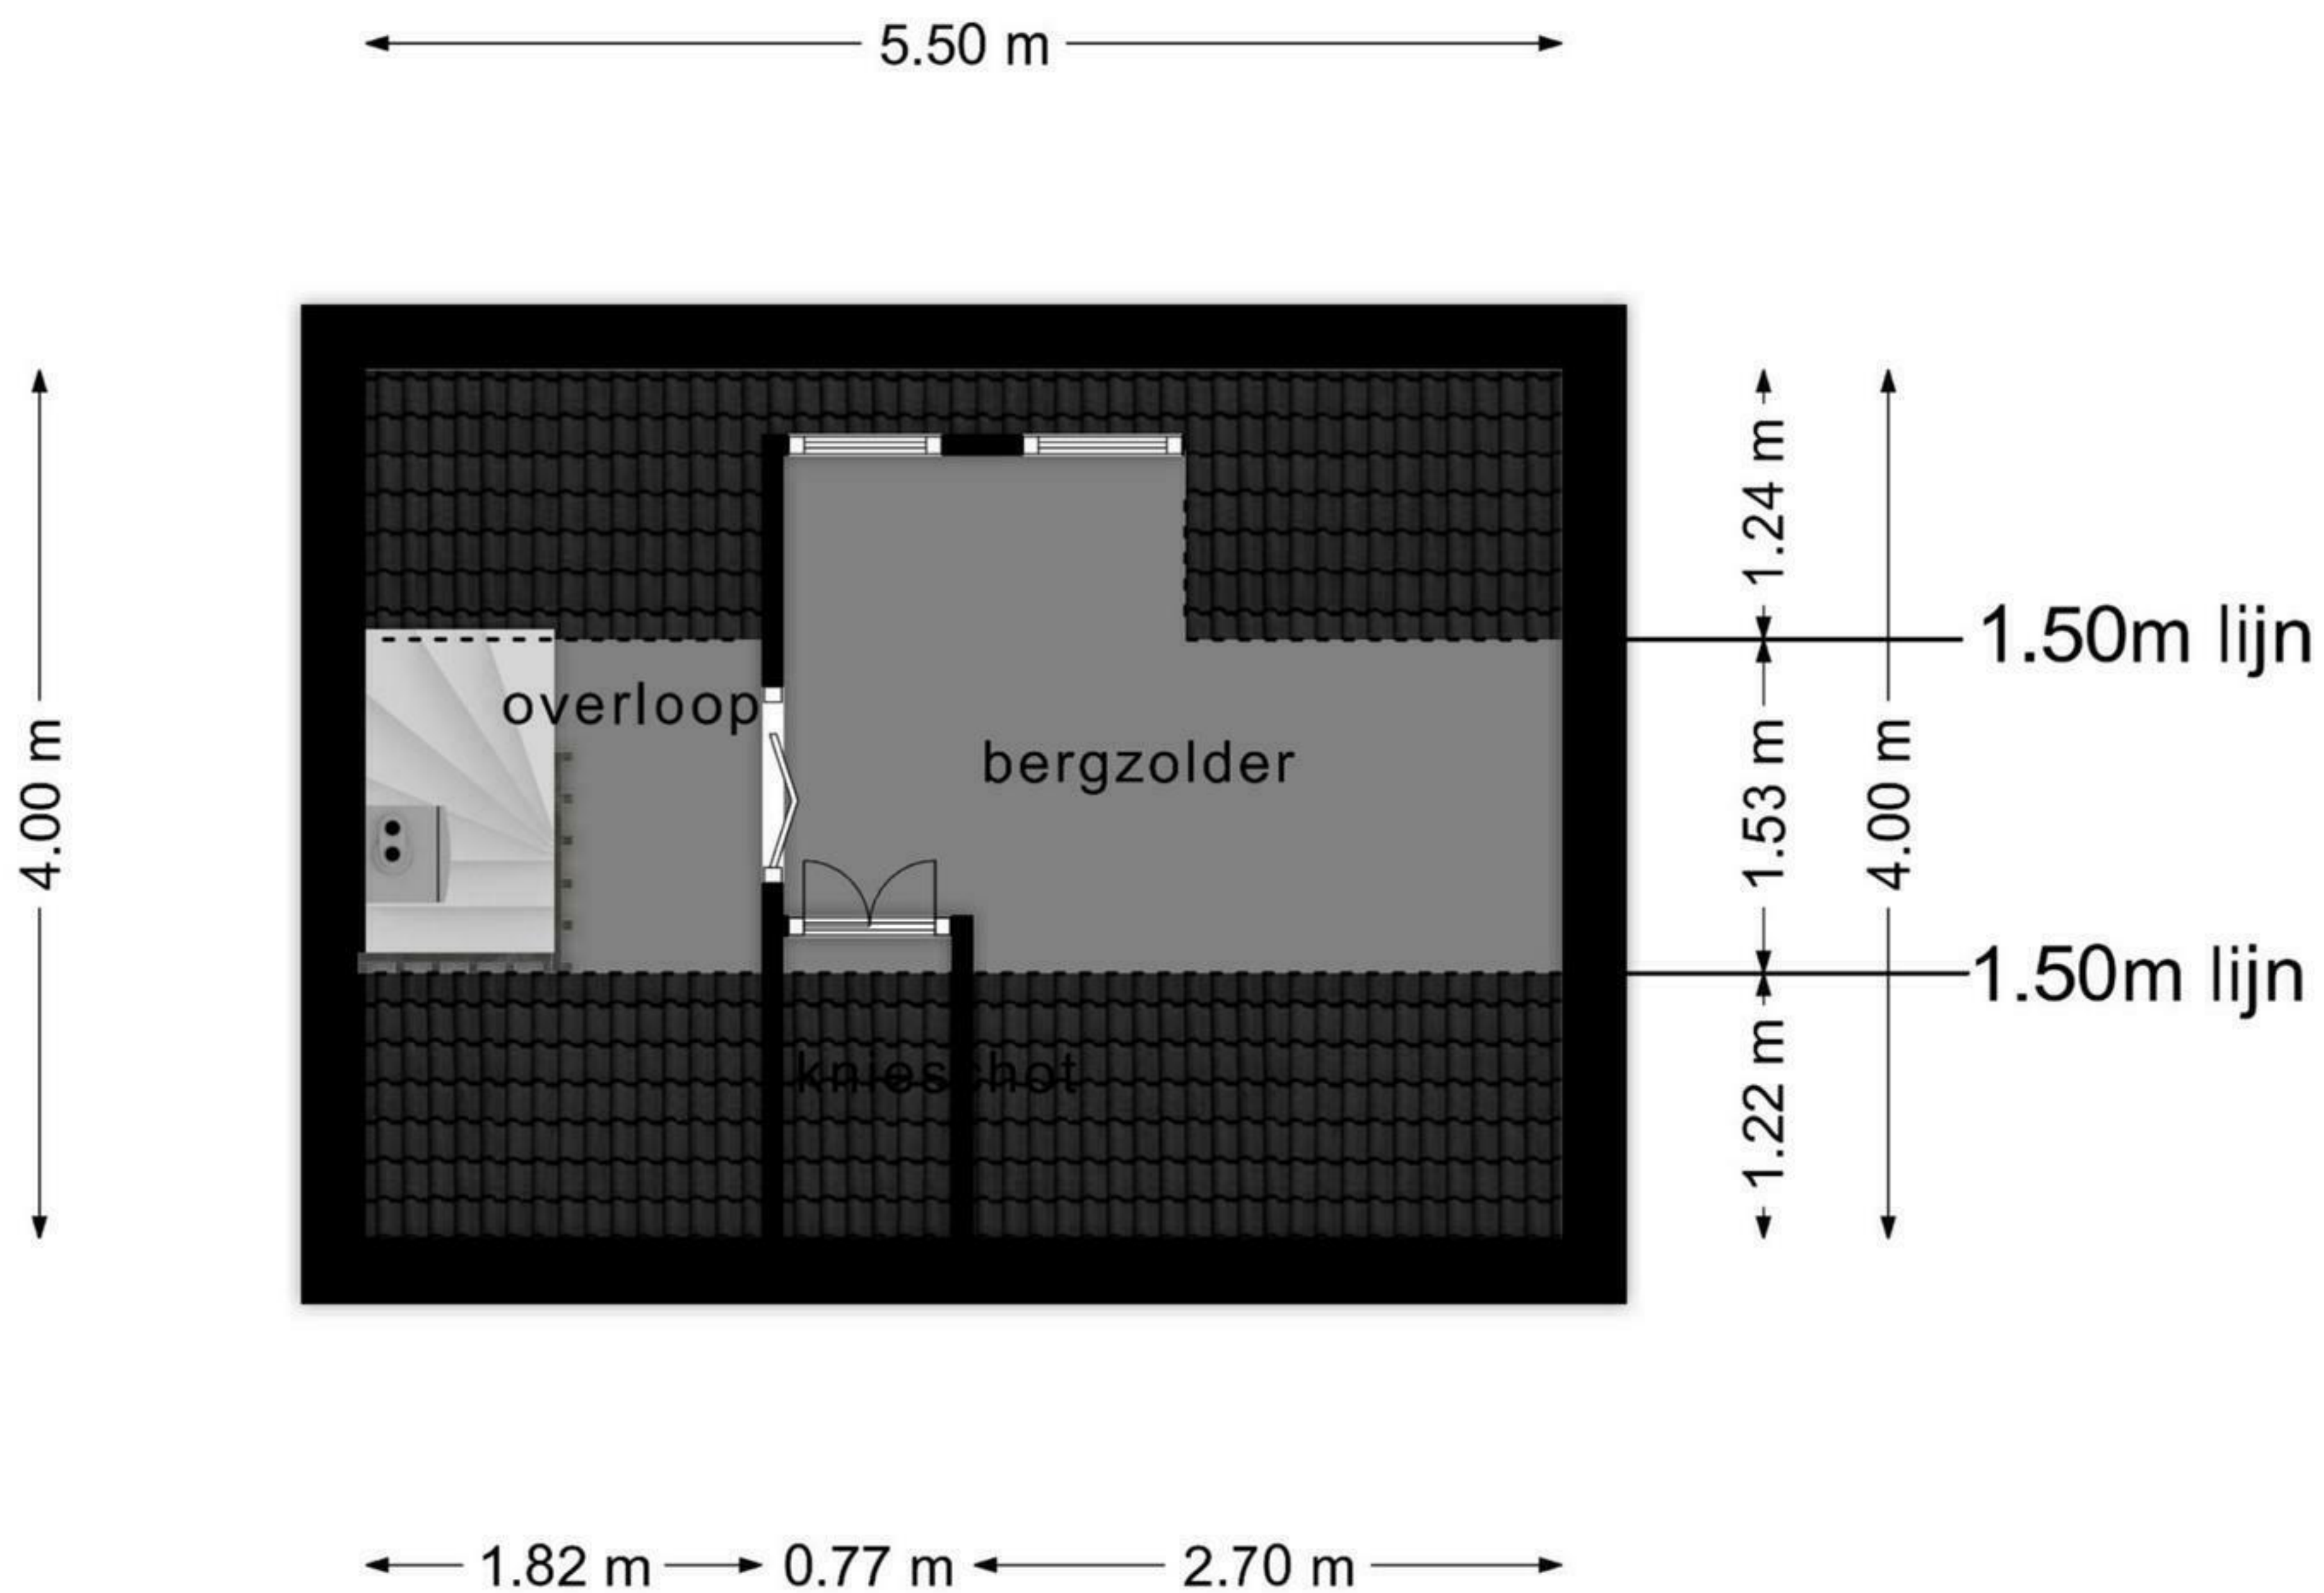 5.50 m
4.00 m
1.24 m
1.50m lijn
overloop
bergzolder
1.53 m
4.00 m
1.50m lijn
knieschot
1.22 m
1.82 m
0.77 m
2.70 m